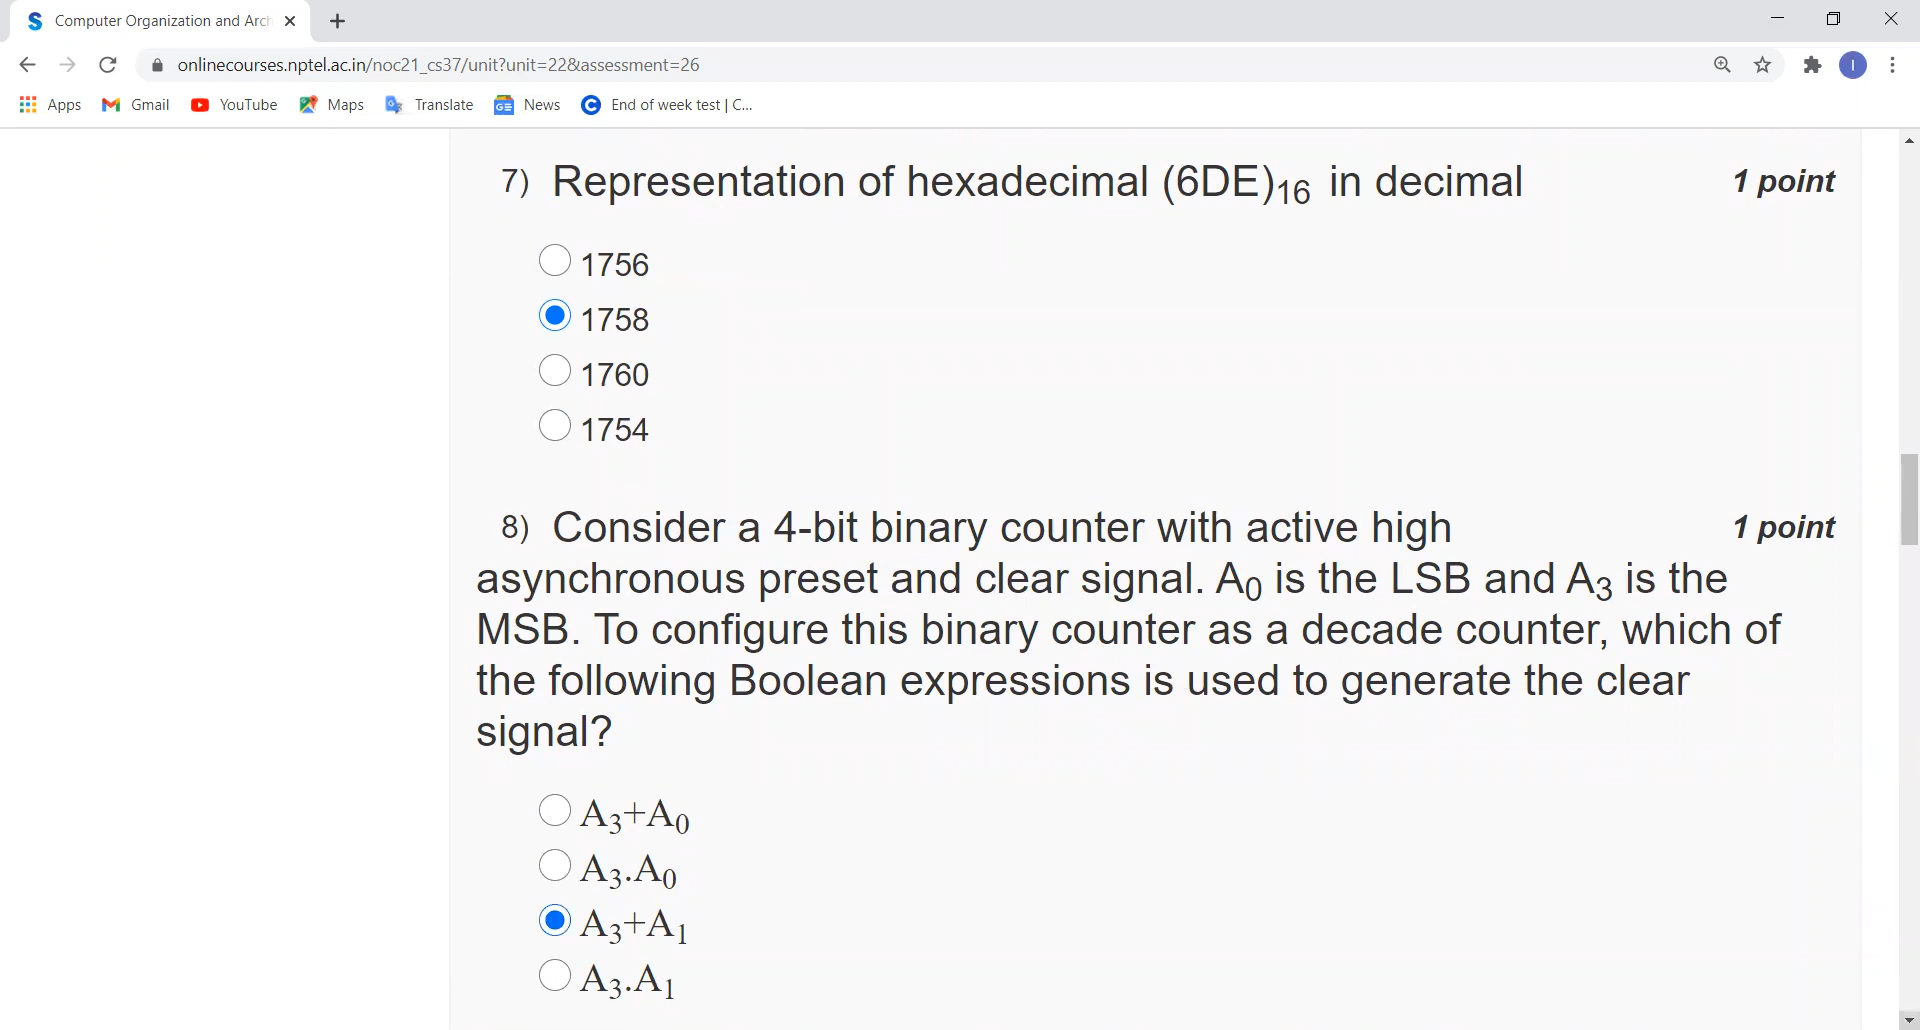 Computer Organization and Arch
onlinecourses.nptel.ac.in/noc21_cs37/unit?unit=22&assessment=26
I
Apps Gmail YouTube Maps Translate News End of week test | C...
7) Representation of hexadecimal (6DE)16 in decimal 1 point
1756
1758
1760
1754
8) Consider a 4-bit binary counter with active high 1 point
asynchronous preset and clear signal. A0 is the LSB and A3 is the
MSB. To configure this binary counter as a decade counter, which of
the following Boolean expressions is used to generate the clear
signal?
A3+A0
A3.A0
A3+A1
A3.A1